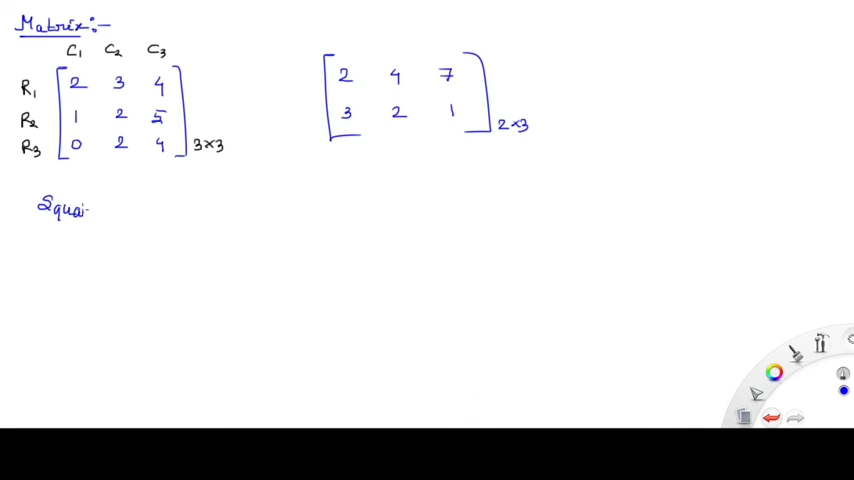 Matrix:-
C1 C2 C3
R1 2 3 4
R2 1 2 5
R3 0 2 4 3×3
2 4 7
3 2 1 2×3
Squa